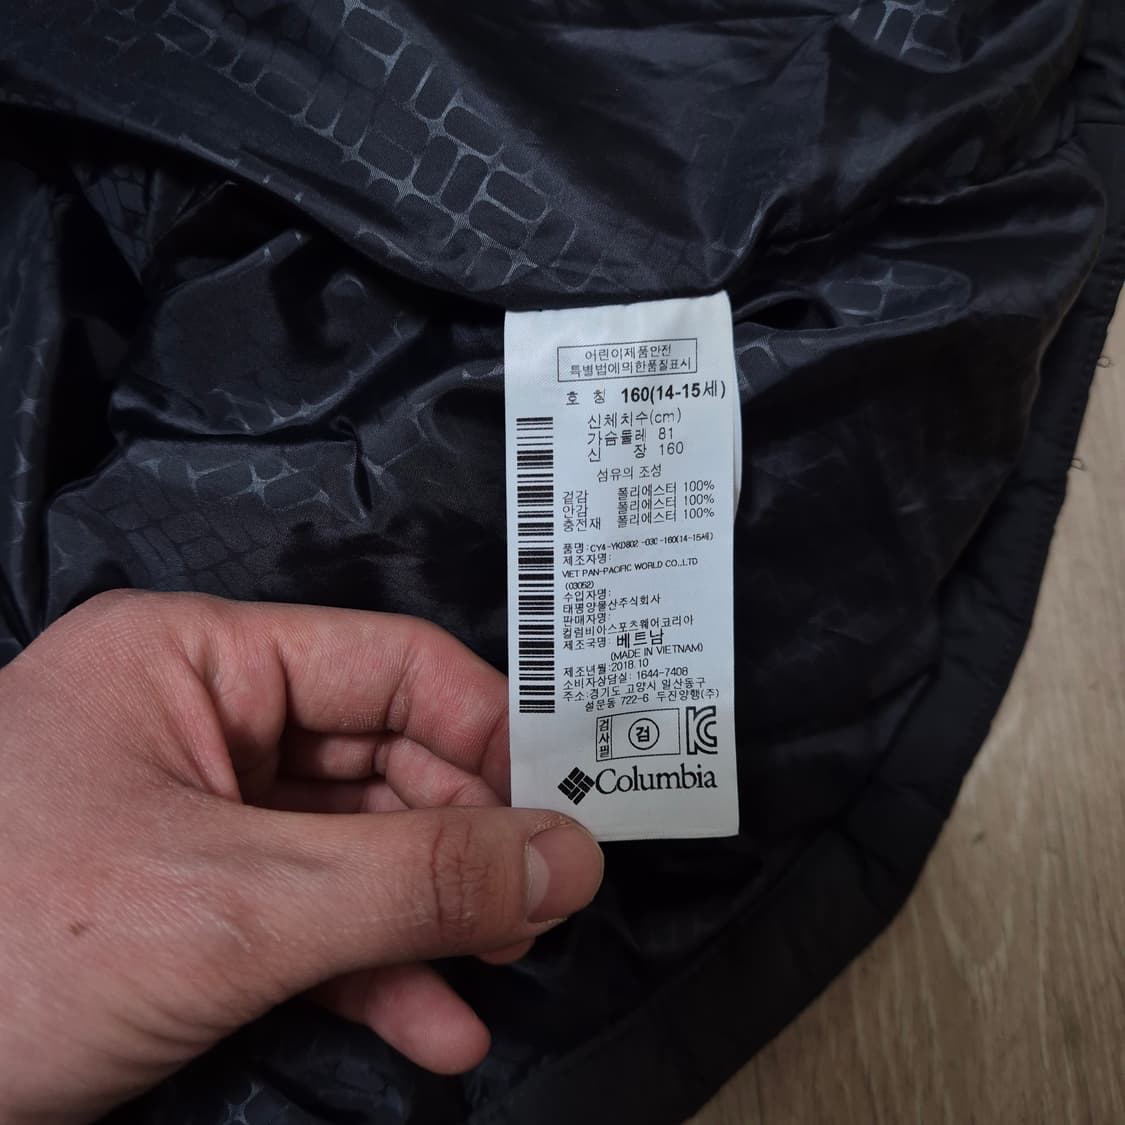 어린이제품안전
특별법에의한품질표시
호 칭 160(14-15세)
신체치수(cm)
가슴둘레 81
신 장 160
섬유의 조성
겉감 폴리에스터 100%
안감 폴리에스터 100%
충전재 폴리에스터 100%
품명: CY4-YK0802 -03C -160(14-15세)
제조자명:
VIET PAN-PACIFIC WORLD CO.,LTD
(03052)
수입자명:
태평양물산주식회사
판매자명:
컬럼비아스포츠웨어코리아
제조국명: 베트남
(MADE IN VIETNAM)
제조년월:2018.10
소비자상담실: 1644-7408
주소:경기도 고양시 일산동구
설문동 722-6 두진양행(주)
검사필 검
Columbia